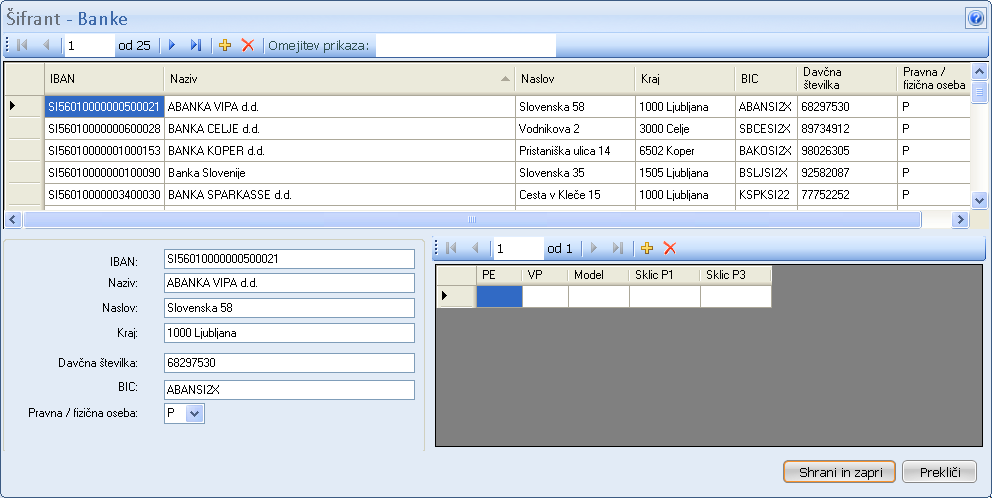 Šifrant - Banke
1 od 25 Omejitev prikaza:
IBAN Naziv Naslov Kraj BIC Davčna številka Pravna / fizična oseba
SI56010000000500021 ABANKA VIPA d.d. Slovenska 58 1000 Ljubljana ABANSI2X 68297530 P
SI56010000000600028 BANKA CELJE d.d. Vodnikova 2 3000 Celje SBCESI2X 89734912 P
SI56010000001000153 BANKA KOPER d.d. Pristaniška ulica 14 6502 Koper BAKOSI2X 98026305 P
SI56010000000100090 Banka Slovenije Slovenska 35 1505 Ljubljana BSLJSI2X 92582087 P
SI56010000003400030 BANKA SPARKASSE d.d. Cesta v Kleče 15 1000 Ljubljana KSPKSI22 77752252 P
IBAN: SI56010000000500021
Naziv: ABANKA VIPA d.d.
Naslov: Slovenska 58
Kraj: 1000 Ljubljana
Davčna številka: 68297530
BIC: ABANSI2X
Pravna / fizična oseba: P
1 od 1
PE VP Model Sklic P1 Sklic P3
Shrani in zapri Prekliči